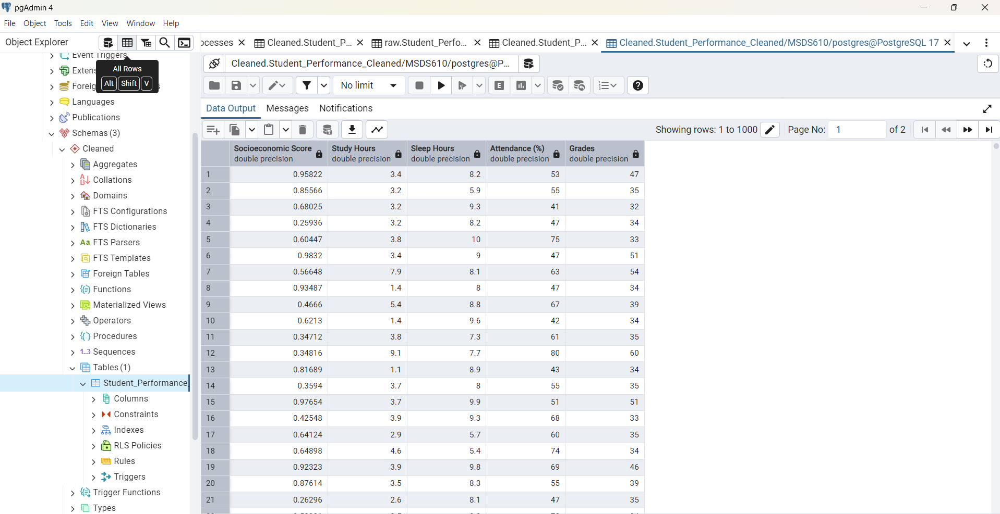 pgAdmin 4
File Object Tools Edit View Window Help
Object Explorer
ocesses
Cleaned.Student_P...
raw.Student_Perfo...
Cleaned.Student_P...
Cleaned.Student_Performance_Cleaned/MSDS610/postgres@PostgreSQL 17
Event Triggers
Extens
Foreig
s
Languages
Publications
Schemas (3)
Cleaned
Aggregates
Collations
Domains
FTS Configurations
FTS Dictionaries
Aa FTS Parsers
FTS Templates
Foreign Tables
Functions
Materialized Views
Operators
Procedures
1..3 Sequences
Tables (1)
Student_Performance_
Columns
Constraints
Indexes
RLS Policies
Rules
Triggers
Trigger Functions
Types
All Rows
Alt Shift V
Cleaned.Student_Performance_Cleaned/MSDS610/postgres@P...
No limit
E
Data Output Messages Notifications
Showing rows: 1 to 1000 Page No: 1 of 2
Socioeconomic Score Study Hours Sleep Hours Attendance (%) Grades
double precision double precision double precision double precision double precision
1 0.95822 3.4 8.2 53 47
2 0.85566 3.2 5.9 55 35
3 0.68025 3.2 9.3 41 32
4 0.25936 3.2 8.2 47 34
5 0.60447 3.8 10 75 33
6 0.9832 3.4 9 47 51
7 0.56648 7.9 8.1 63 54
8 0.93487 1.4 8 47 34
9 0.4666 5.4 8.8 67 39
10 0.6213 1.4 9.6 42 34
11 0.34712 3.8 7.3 61 35
12 0.34816 9.1 7.7 80 60
13 0.81689 1.1 8.9 43 34
14 0.3594 3.7 8 55 35
15 0.97654 3.7 9.9 51 51
16 0.42548 3.9 9.3 68 33
17 0.64124 2.9 5.7 60 35
18 0.64898 4.6 5.4 74 34
19 0.92323 3.9 9.8 69 46
20 0.87614 3.5 8.3 55 39
21 0.26296 2.6 8.1 47 35